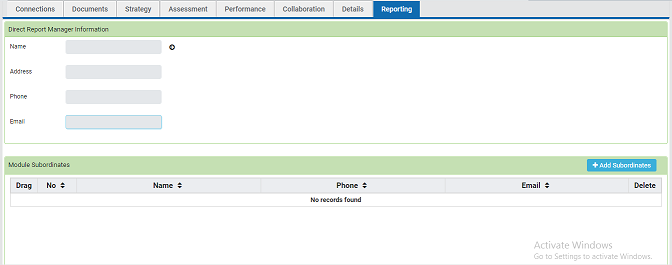 Connections Documents Strategy Assessment Performance Collaboration Details Reporting
Direct Report Manager Information
Name
Address
Phone
Email
Module Subordinates + Add Subordinates
Drag No Name Phone Email Delete
No records found
Activate Windows
Go to Settings to activate Windows.